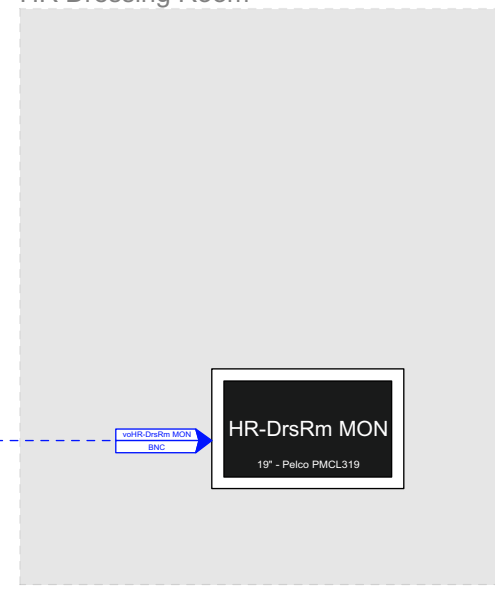 HR Dressing Room
voHR-DrsRm MON
BNC
HR-DrsRm MON
19" - Pelco PMCL319